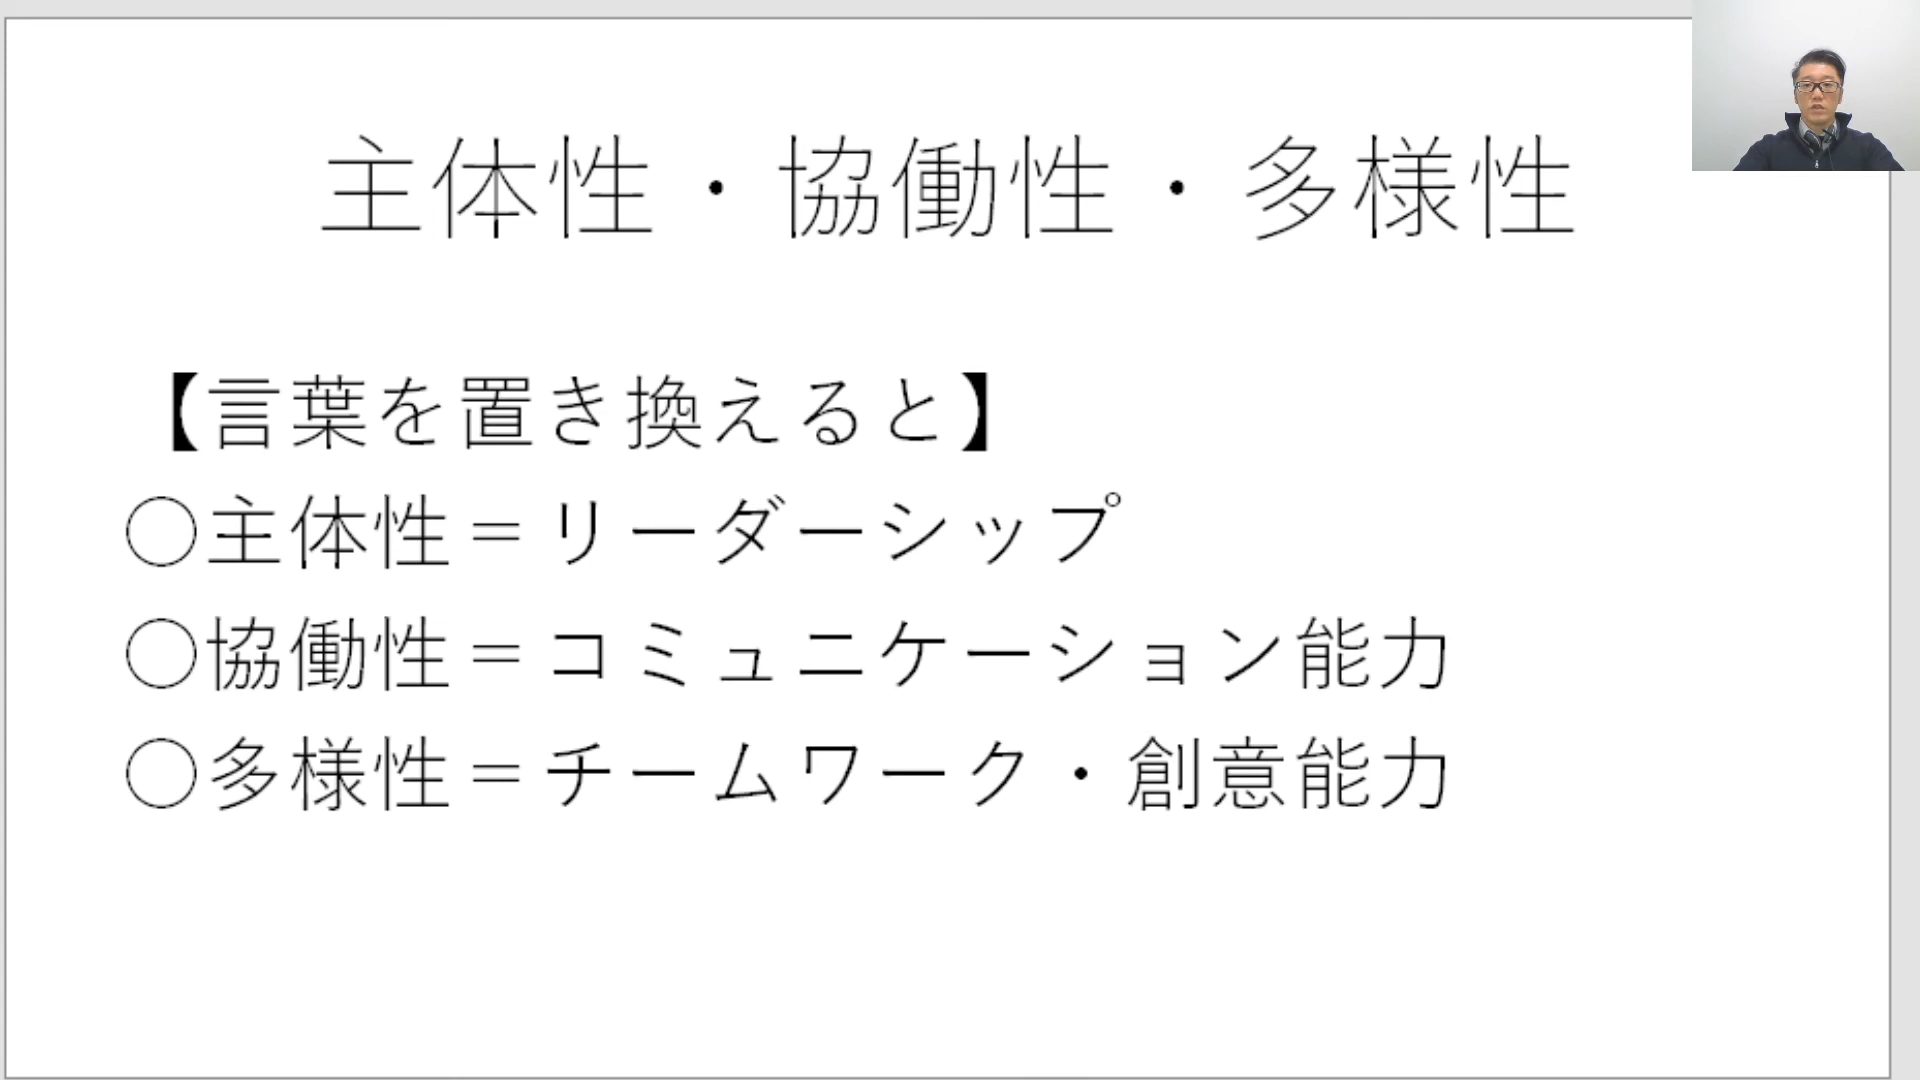 主体性・協働性・多様性
【言葉を置き換えると】
○主体性＝リーダーシップ
○協働性＝コミュニケーション能力
○多様性＝チームワーク・創意能力